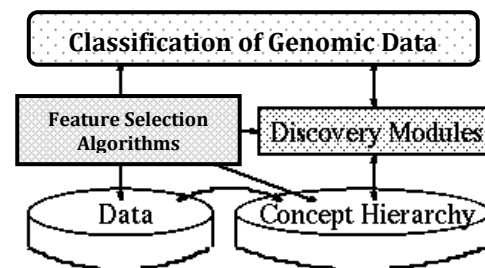 Classification of Genomic Data
Feature Selection
Algorithms
Discovery Modules
Data
Concept Hierarchy